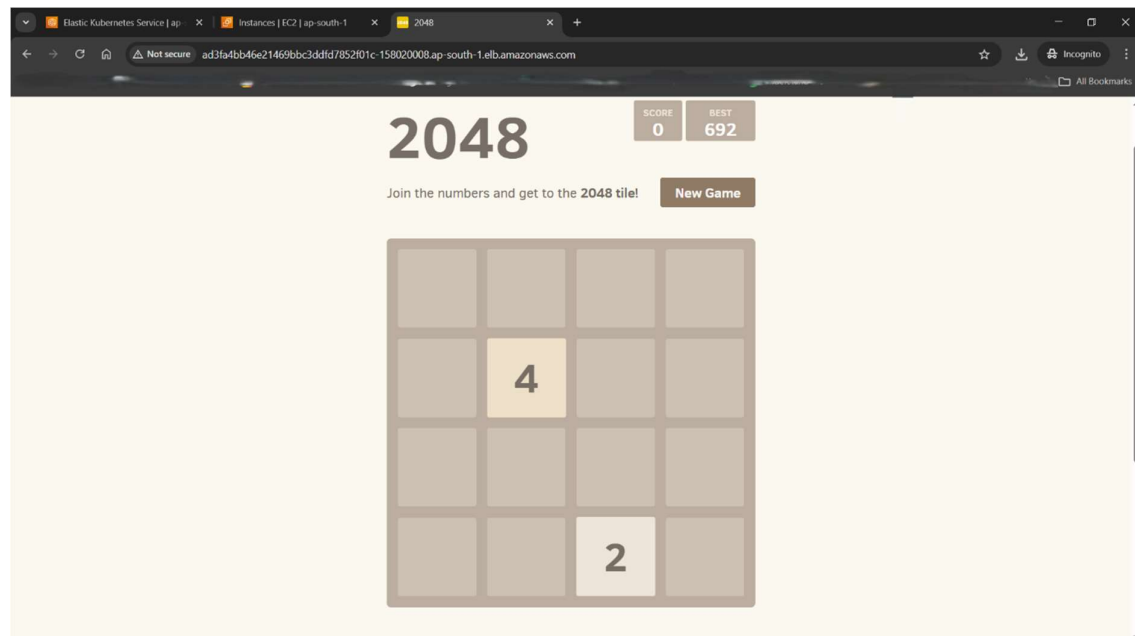 Elastic Kubernetes Service | ap
Instances | EC2 | ap-south-1
2048
Not secure
ad3fa4bb46e21469bbc3ddfd7852f01c-158020008.ap-south-1.elb.amazonaws.com
Incognito
All Bookmarks
2048
SCORE
0
BEST
692
Join the numbers and get to the 2048 tile!
New Game
4
2